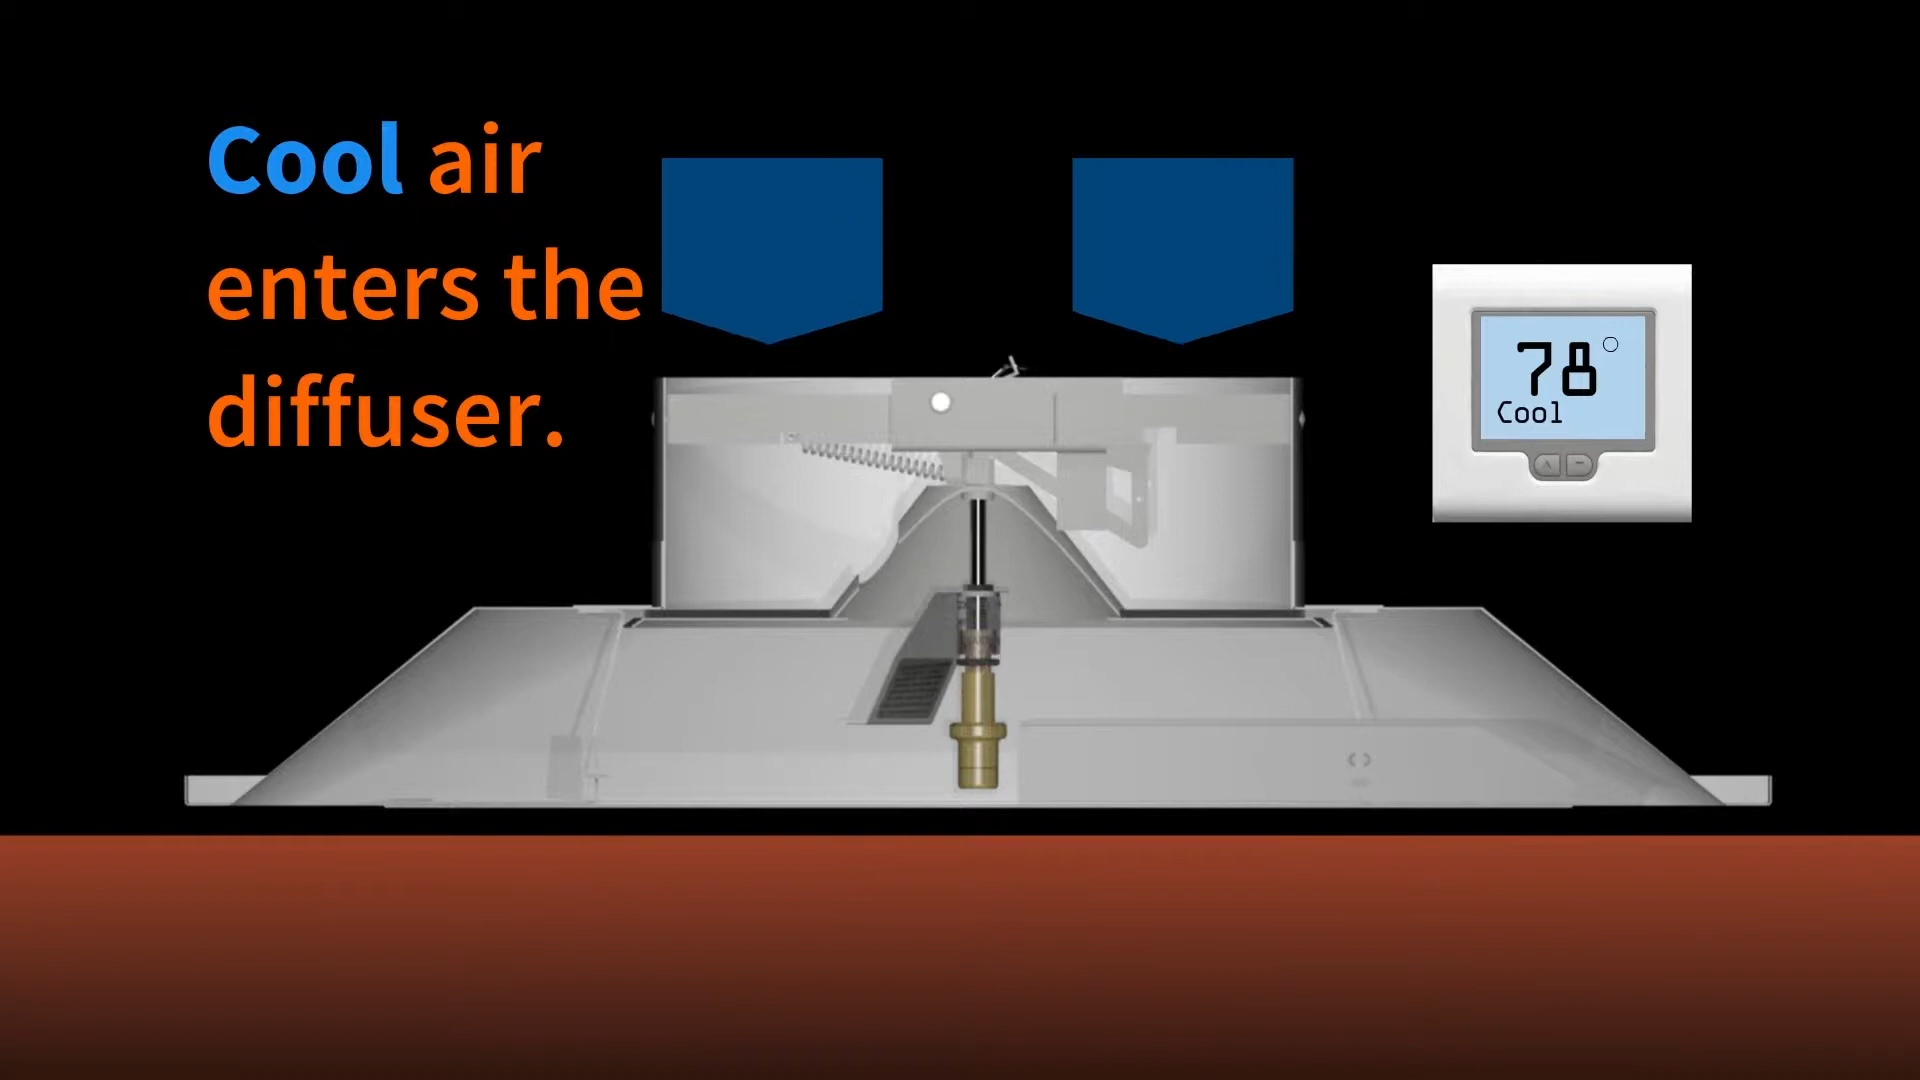 Cool air
enters the
diffuser.
78°
Cool